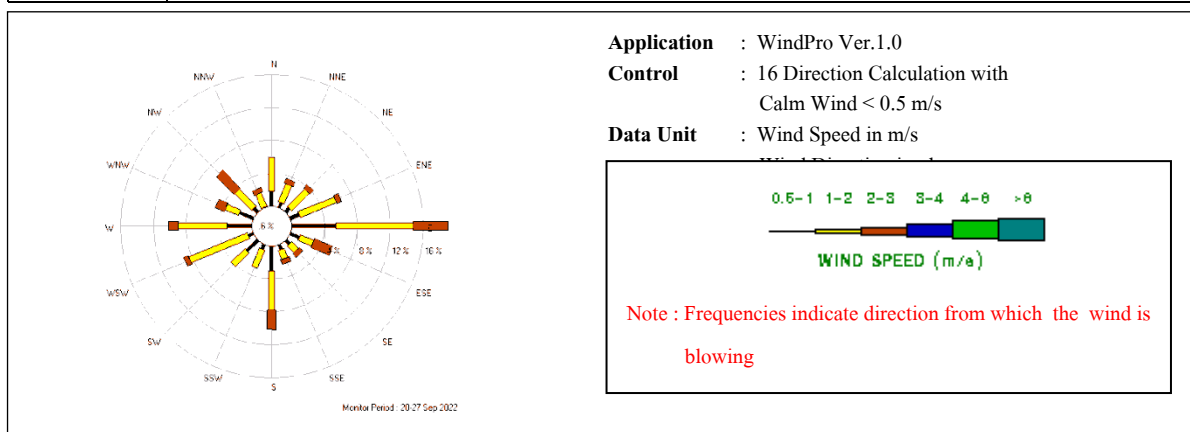 Application : WindPro Ver.1.0
Control : 16 Direction Calculation with
Calm Wind < 0.5 m/s
Data Unit : Wind Speed in m/s
N
NNW
NNE
NW
NE
WNW
ENE
W
WSW
ESE
SW
SE
SSW
SSE
S
8 %
12 %
16 %
Monitor Period : 20-27 Sep 2022
0.5-1 1-2 2-3 3-4 4-6 >6
WIND SPEED (m/s)
Note : Frequencies indicate direction from which the wind is
blowing